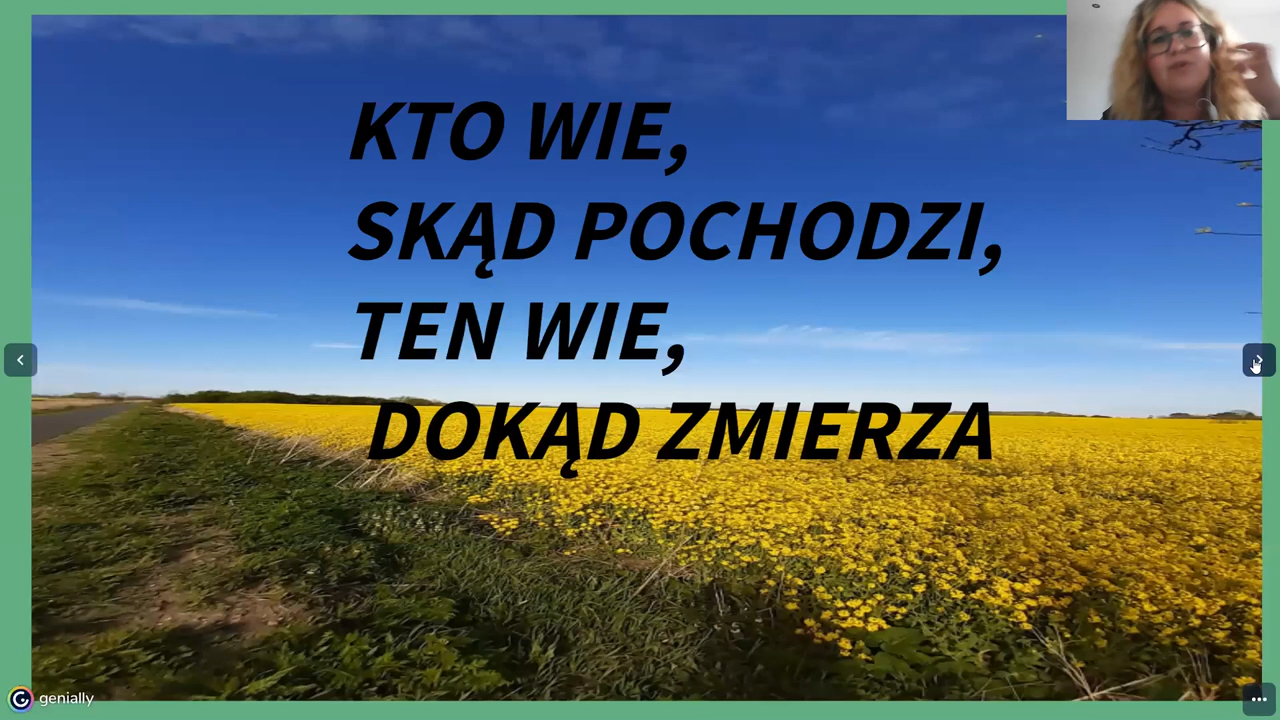 KTO WIE,
SKĄD POCHODZI,
TEN WIE,
DOKĄD ZMIERZA
genially